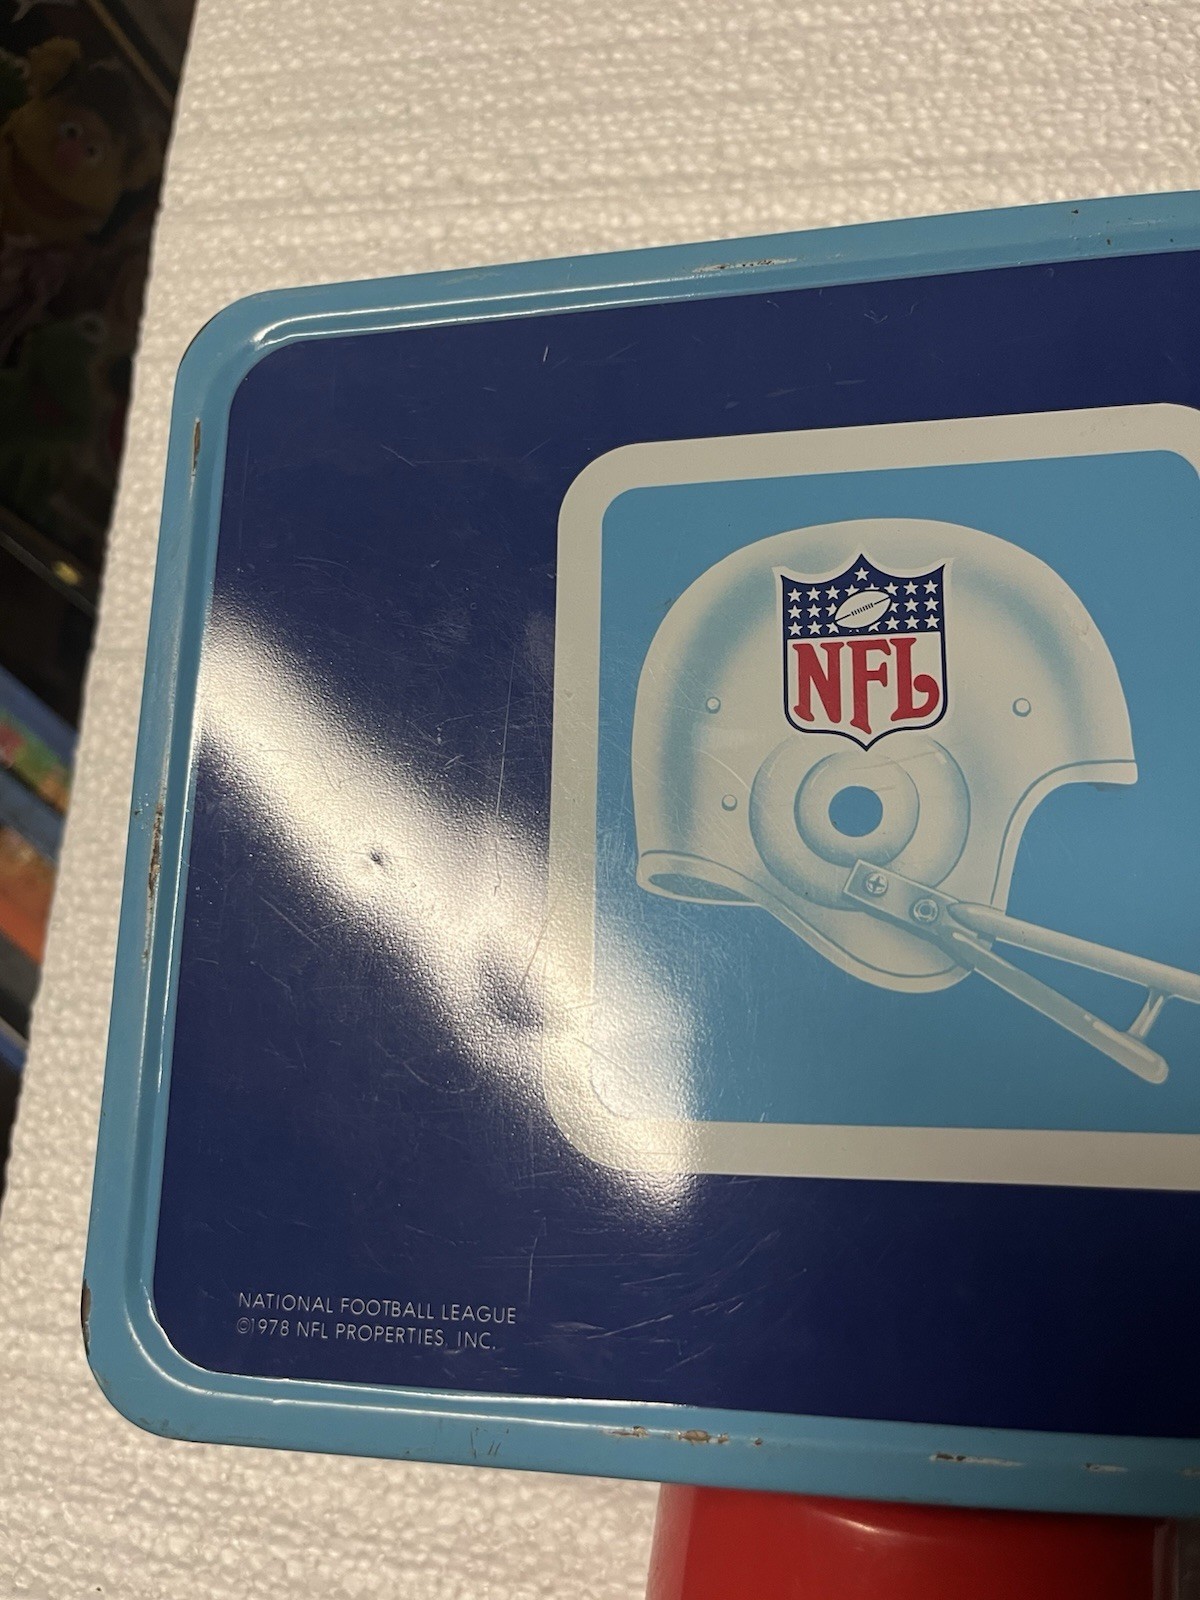 NFL
NATIONAL FOOTBALL LEAGUE
©1978 NFL PROPERTIES, INC.